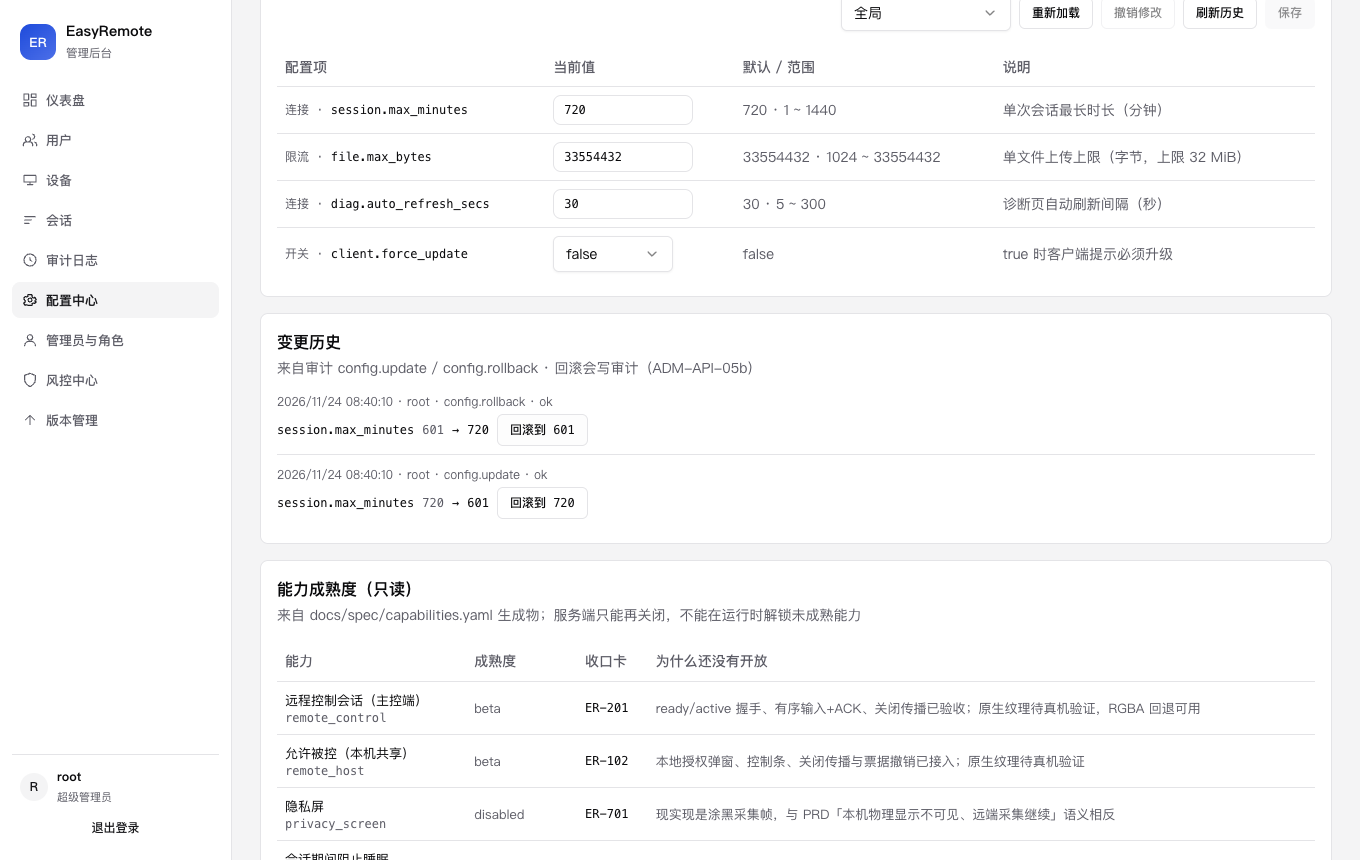 ER
EasyRemote
管理后台
仪表盘
用户
设备
会话
审计日志
配置中心
管理员与角色
风控中心
版本管理
R
root
超级管理员
退出登录
全局
重新加载
撤销修改
刷新历史
保存
配置项 当前值 默认 / 范围 说明
连接 · session.max_minutes 720 720 · 1 ~ 1440 单次会话最长时长（分钟）
限流 · file.max_bytes 33554432 33554432 · 1024 ~ 33554432 单文件上传上限（字节，上限 32 MiB）
连接 · diag.auto_refresh_secs 30 30 · 5 ~ 300 诊断页自动刷新间隔（秒）
开关 · client.force_update false false true 时客户端提示必须升级
变更历史
来自审计 config.update / config.rollback · 回滚会写审计（ADM-API-05b）
2026/11/24 08:40:10 · root · config.rollback · ok
session.max_minutes 601 → 720 回滚到 601
2026/11/24 08:40:10 · root · config.update · ok
session.max_minutes 720 → 601 回滚到 720
能力成熟度（只读）
来自 docs/spec/capabilities.yaml 生成物；服务端只能再关闭，不能在运行时解锁未成熟能力
能力 成熟度 收口卡 为什么还没有开放
远程控制会话（主控端）
remote_control beta ER-201 ready/active 握手、有序输入+ACK、关闭传播已验收；原生纹理待真机验证，RGBA 回退可用
允许被控（本机共享）
remote_host beta ER-102 本地授权弹窗、控制条、关闭传播与票据撤销已接入；原生纹理待真机验证
隐私屏
privacy_screen disabled ER-701 现实现是涂黑采集帧，与 PRD「本机物理显示不可见、远端采集继续」语义相反
会话期间阻止睡眠